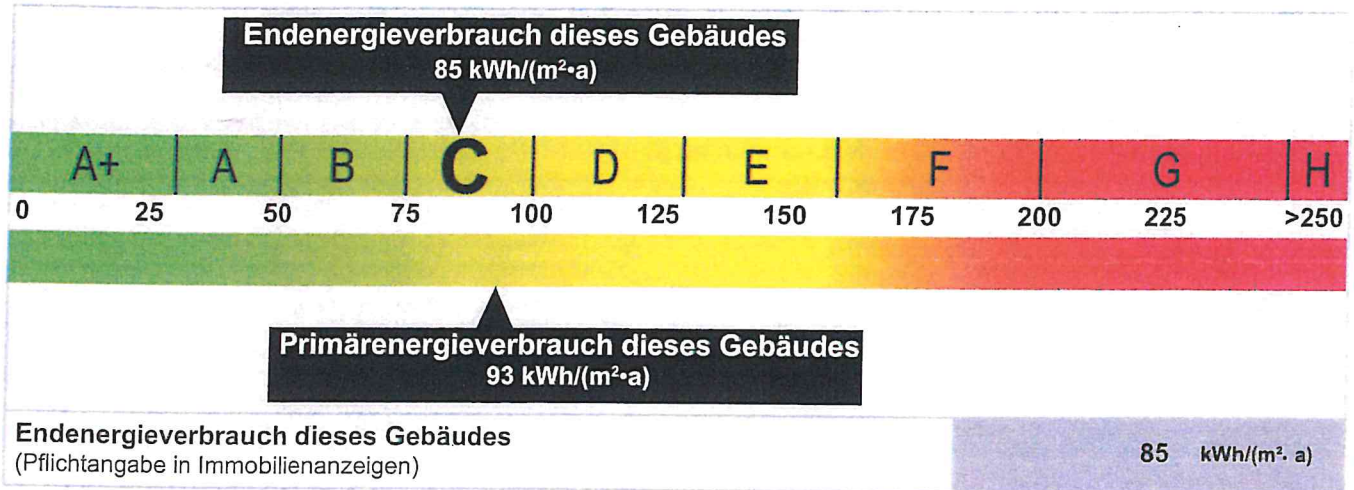 Endenergieverbrauch dieses Gebäudes
85 kWh/(m²•a)
A+ A B C D E F G H
0 25 50 75 100 125 150 175 200 225 >250
Primärenergieverbrauch dieses Gebäudes
93 kWh/(m²•a)
Endenergieverbrauch dieses Gebäudes
(Pflichtangabe in Immobilienanzeigen)
85 kWh/(m²· a)